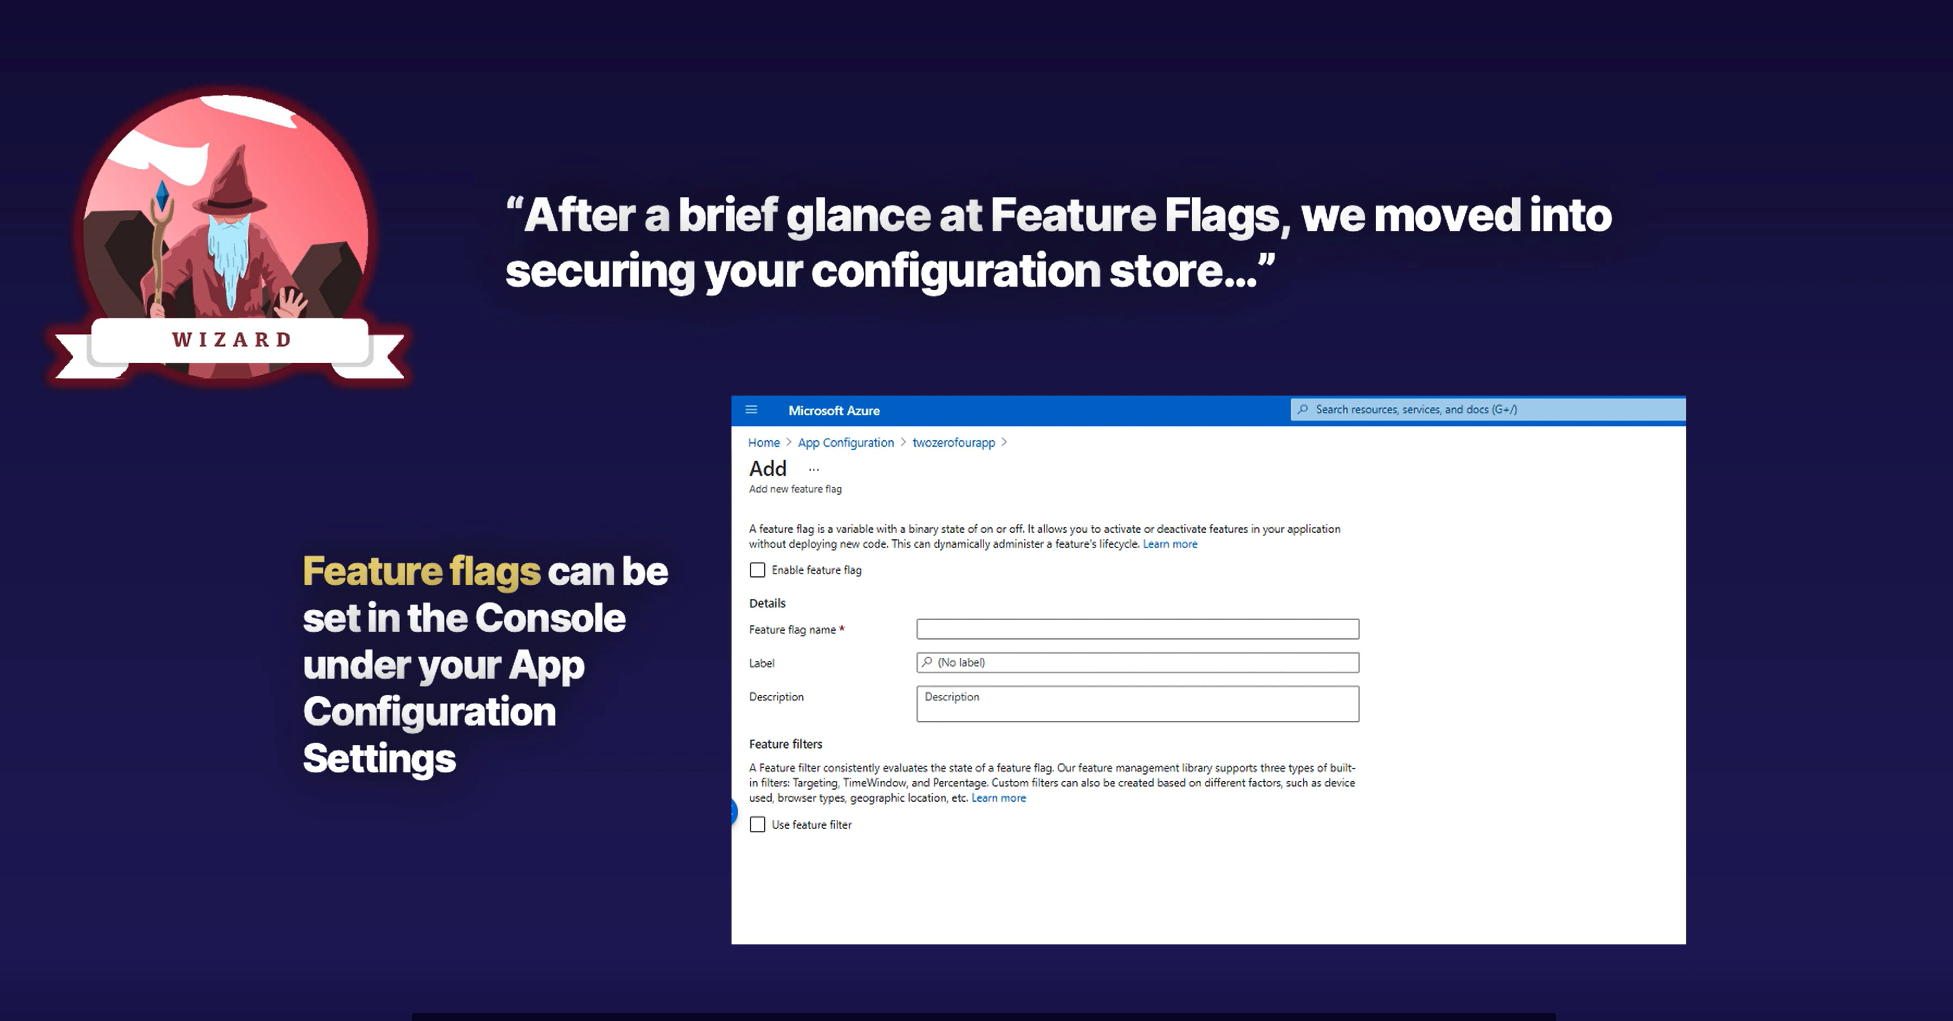 WIZARD
“After a brief glance at Feature Flags, we moved into
securing your configuration store...”
Feature flags can be
set in the Console
under your App
Configuration
Settings
Microsoft Azure
Search resources, services, and docs (G+/)
Home > App Configuration > twozerofourapp >
Add ...
Add new feature flag
A feature flag is a variable with a binary state of on or off. It allows you to activate or deactivate features in your application
without deploying new code. This can dynamically administer a feature's lifecycle. Learn more
Enable feature flag
Details
Feature flag name *
Label
(No label)
Description
Description
Feature filters
A Feature filter consistently evaluates the state of a feature flag. Our feature management library supports three types of built-
in filters: Targeting, TimeWindow, and Percentage. Custom filters can also be created based on different factors, such as device
used, browser types, geographic location, etc. Learn more
Use feature filter